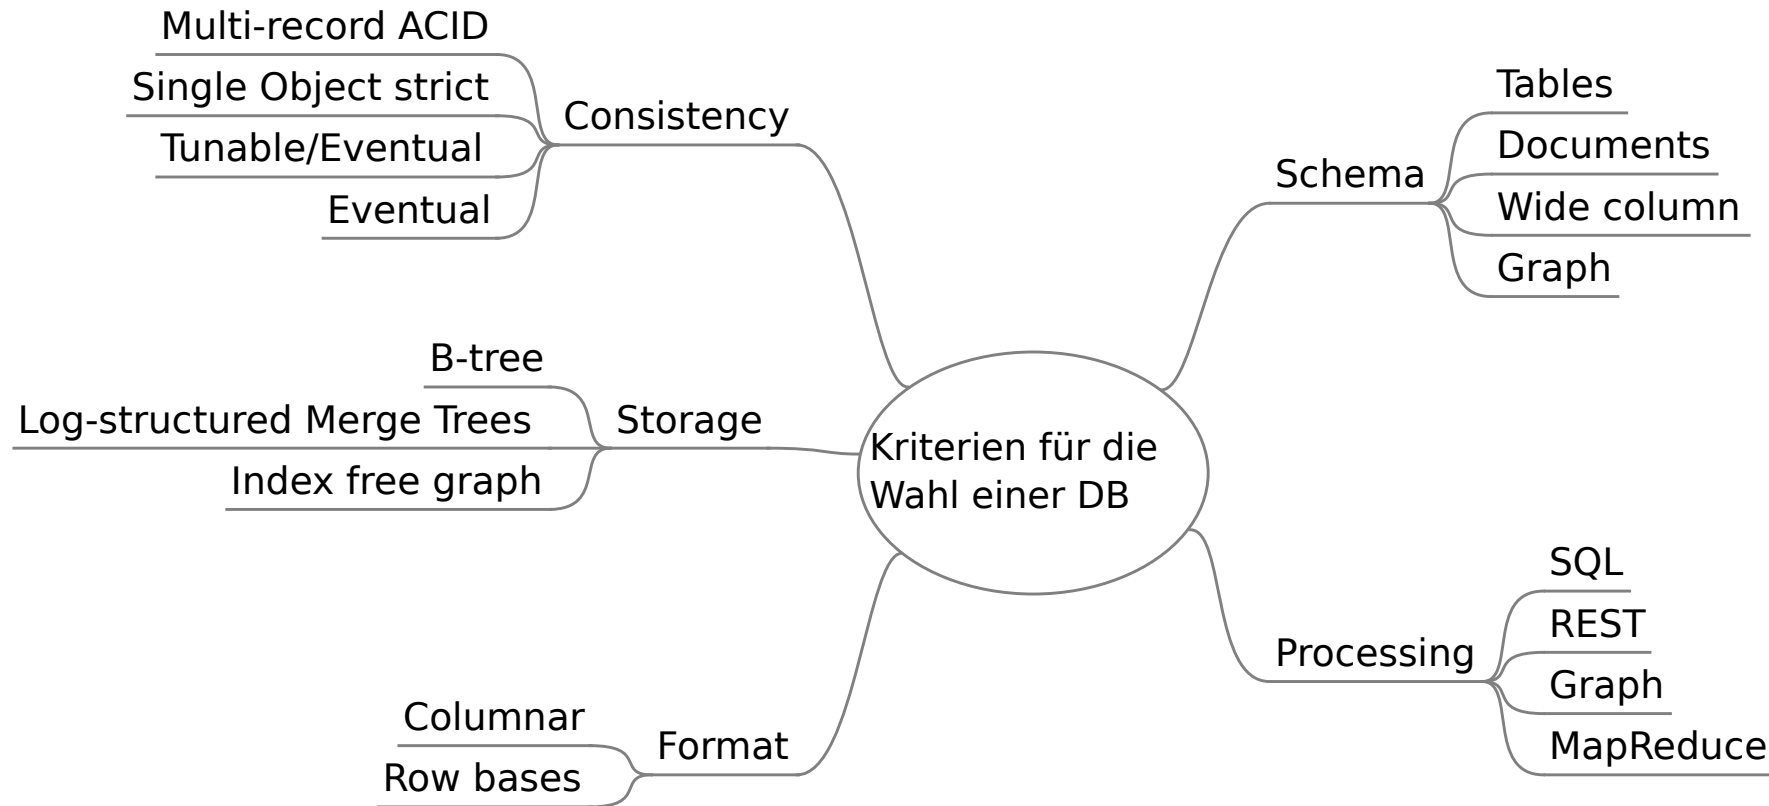 Kriterien für die
Wahl einer DB
Consistency
Multi-record ACID
Single Object strict
Tunable/Eventual
Eventual
Storage
B-tree
Log-structured Merge Trees
Index free graph
Format
Columnar
Row bases
Schema
Tables
Documents
Wide column
Graph
Processing
SQL
REST
Graph
MapReduce